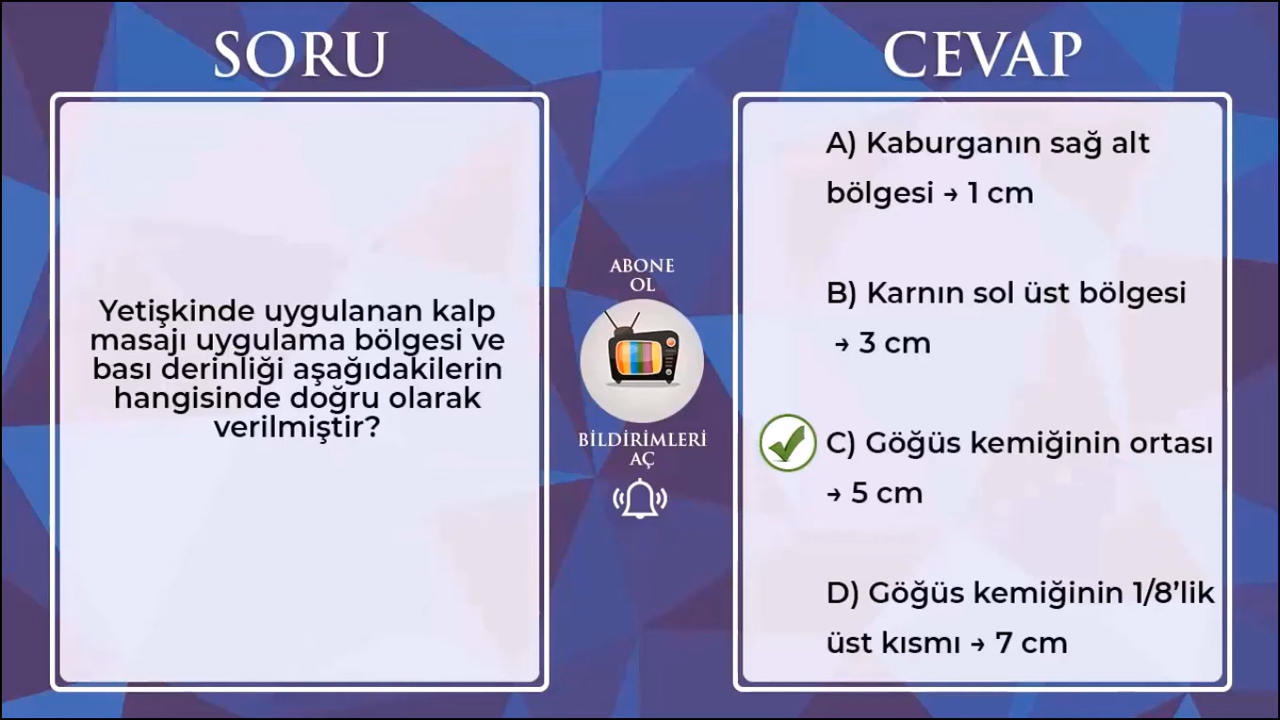 SORU
Yetişkinde uygulanan kalp
masajı uygulama bölgesi ve
bası derinliği aşağıdakilerin
hangisinde doğru olarak
verilmiştir?
ABONE
OL
BİLDİRİMLERİ
AÇ
CEVAP
A) Kaburganın sağ alt
bölgesi → 1 cm
B) Karnın sol üst bölgesi
→ 3 cm
C) Göğüs kemiğinin ortası
→ 5 cm
D) Göğüs kemiğinin 1/8’lik
üst kısmı → 7 cm